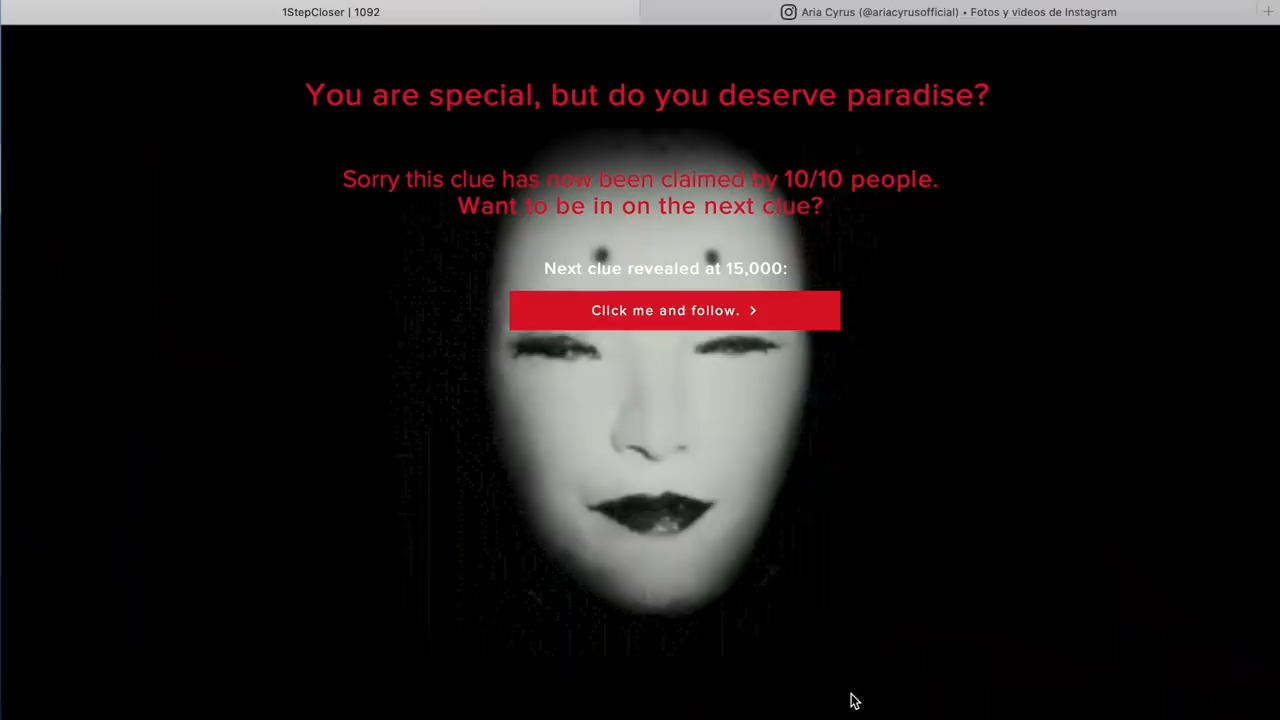 1StepCloser | 1092
Aria Cyrus (@ariacyrusofficial) • Fotos y videos de Instagram
You are special, but do you deserve paradise?
Sorry this clue has now been claimed by 10/10 people.
Want to be in on the next clue?
Next clue revealed at 15,000:
Click me and follow. >